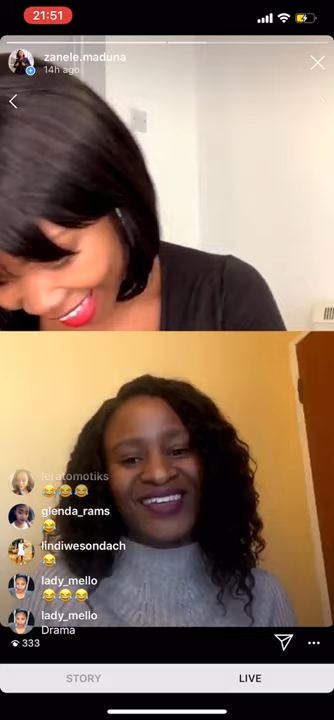 21:51
zanele.maduna
14h ago
leratomotiks
😂😂😂
glenda_rams
😂
lindiwesondach
😂
lady_mello
😂😂😂
lady_mello
Drama
333
STORY
LIVE